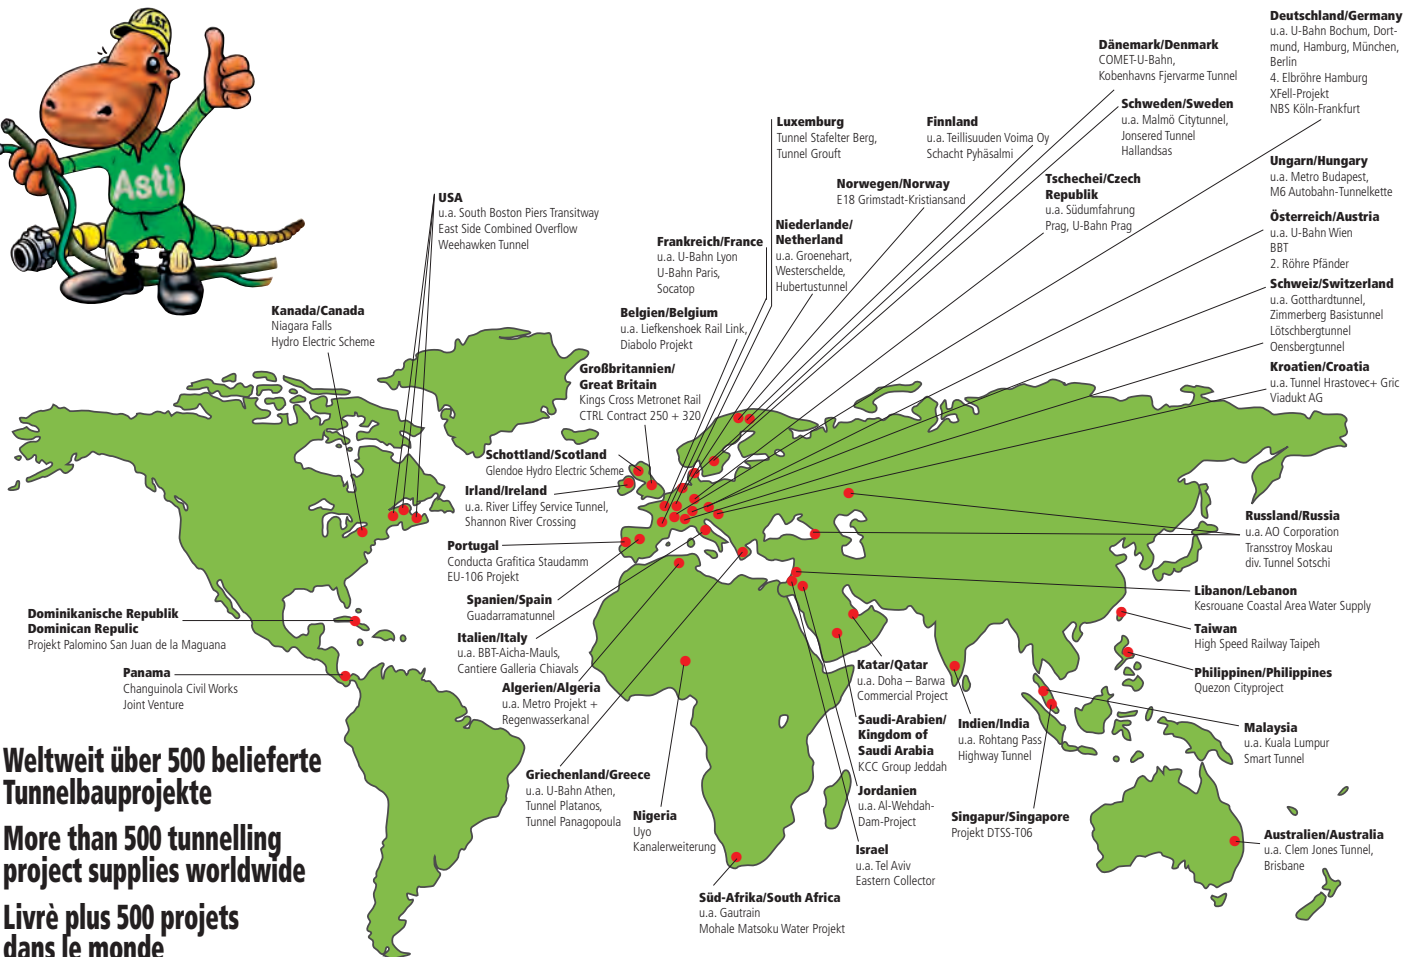 A.S.T.
Asti
Deutschland/Germany
u.a. U-Bahn Bochum, Dort-
mund, Hamburg, München,
Berlin
4. Elbröhre Hamburg
XFell-Projekt
NBS Köln-Frankfurt
Dänemark/Denmark
COMET-U-Bahn,
Kobenhavns Fjervarme Tunnel
Schweden/Sweden
u.a. Malmö Citytunnel,
Jonsered Tunnel
Hallandsas
Luxemburg
Tunnel Stafelter Berg,
Tunnel Grouft
Finnland
u.a. Teillisuuden Voima Oy
Schacht Pyhäsalmi
Norwegen/Norway
E18 Grimstadt-Kristiansand
Tschechei/Czech
Republik
u.a. Südumfahrung
Prag, U-Bahn Prag
Ungarn/Hungary
u.a. Metro Budapest,
M6 Autobahn-Tunnelkette
Österreich/Austria
u.a. U-Bahn Wien
BBT
2. Röhre Pfänder
USA
u.a. South Boston Piers Transitway
East Side Combined Overflow
Weehawken Tunnel
Frankreich/France
u.a. U-Bahn Lyon
U-Bahn Paris,
Socatop
Niederlande/
Netherland
u.a. Groenehart,
Westerschelde,
Hubertustunnel
Schweiz/Switzerland
u.a. Gotthardtunnel,
Zimmerberg Basistunnel
Lötschbergtunnel
Oensbergtunnel
Kanada/Canada
Niagara Falls
Hydro Electric Scheme
Belgien/Belgium
u.a. Liefkenshoek Rail Link,
Diabolo Projekt
Großbritannien/
Great Britain
Kings Cross Metronet Rail
CTRL Contract 250 + 320
Kroatien/Croatia
u.a. Tunnel Hrastovec+ Gric
Viadukt AG
Schottland/Scotland
Glendoe Hydro Electric Scheme
Irland/Ireland
u.a. River Liffey Service Tunnel,
Shannon River Crossing
Portugal
Conducta Grafitica Staudamm
EU-106 Projekt
Spanien/Spain
Guadarramatunnel
Italien/Italy
u.a. BBT-Aicha-Mauls,
Cantiere Galleria Chiavals
Algerien/Algeria
u.a. Metro Projekt +
Regenwasserkanal
Russland/Russia
u.a. AO Corporation
Transstroy Moskau
div. Tunnel Sotschi
Libanon/Lebanon
Kesrouane Coastal Area Water Supply
Taiwan
High Speed Railway Taipeh
Philippinen/Philippines
Quezon Cityproject
Malaysia
u.a. Kuala Lumpur
Smart Tunnel
Dominikanische Republik
Dominican Repulic
Projekt Palomino San Juan de la Maguana
Panama
Changuinola Civil Works
Joint Venture
Katar/Qatar
u.a. Doha – Barwa
Commercial Project
Saudi-Arabien/
Kingdom of
Saudi Arabia
KCC Group Jeddah
Indien/India
u.a. Rohtang Pass
Highway Tunnel
Griechenland/Greece
u.a. U-Bahn Athen,
Tunnel Platanos,
Tunnel Panagopoula
Nigeria
Uyo
Kanalerweiterung
Jordanien
u.a. Al-Wehdah-
Dam-Project
Israel
u.a. Tel Aviv
Eastern Collector
Singapur/Singapore
Projekt DTSS-T06
Australien/Australia
u.a. Clem Jones Tunnel,
Brisbane
Süd-Afrika/South Africa
u.a. Gautrain
Mohale Matsoku Water Projekt
Weltweit über 500 belieferte
Tunnelbauprojekte
More than 500 tunnelling
project supplies worldwide
Livrè plus 500 projets
dans le monde